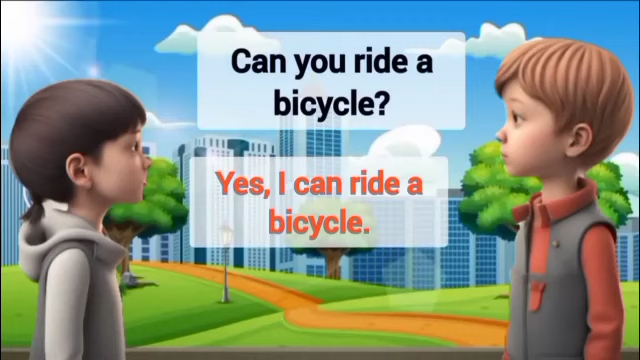 Can you ride a
bicycle?
Yes, I can ride a
bicycle.